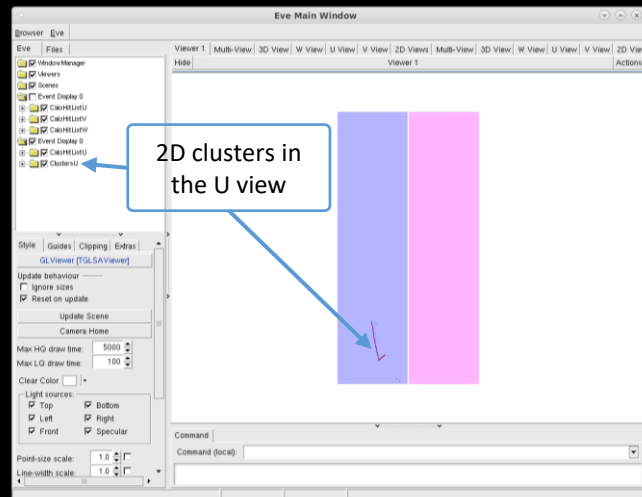 Eve Main Window
Browser Eve
Eve Files
WindowManager
Viewers
Scenes
Event Display 0
CaloHitListU
CaloHitListV
CaloHitListW
Event Display 0
CaloHitListU
ClustersU
Viewer 1 Multi-View 3D View W View U View V View 2D Views Multi-View 3D View W View U View V View 2D Vie
Hide Viewer 1 Actions
2D clusters in
the U view
Style Guides Clipping Extras
GLViewer [TGLSAViewer]
Update behaviour
Ignore sizes
Reset on update
Update Scene
Camera Home
Max HQ draw time: 5000
Max LQ draw time: 100
Clear Color
Light sources:
Top Bottom
Left Right
Front Specular
Point-size scale: 1.0
Line-width scale: 1.0
Command
Command (local):